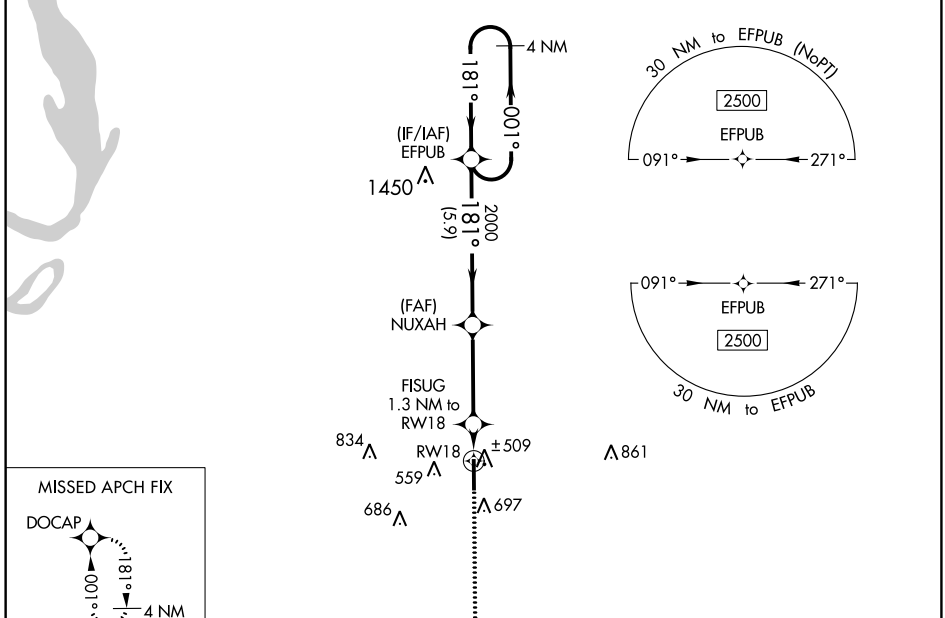 4 NM
181°
001°
(IF/IAF)
EFPUB
1450
2000
181°
(5.9)
(FAF)
NUXAH
FISUG
1.3 NM to
RW18
834
RW18
±509
559
861
686
697
30 NM to EFPUB (NoPT)
2500
EFPUB
091°
271°
091°
271°
EFPUB
2500
30 NM to EFPUB
MISSED APCH FIX
DOCAP
181°
001°
4 NM